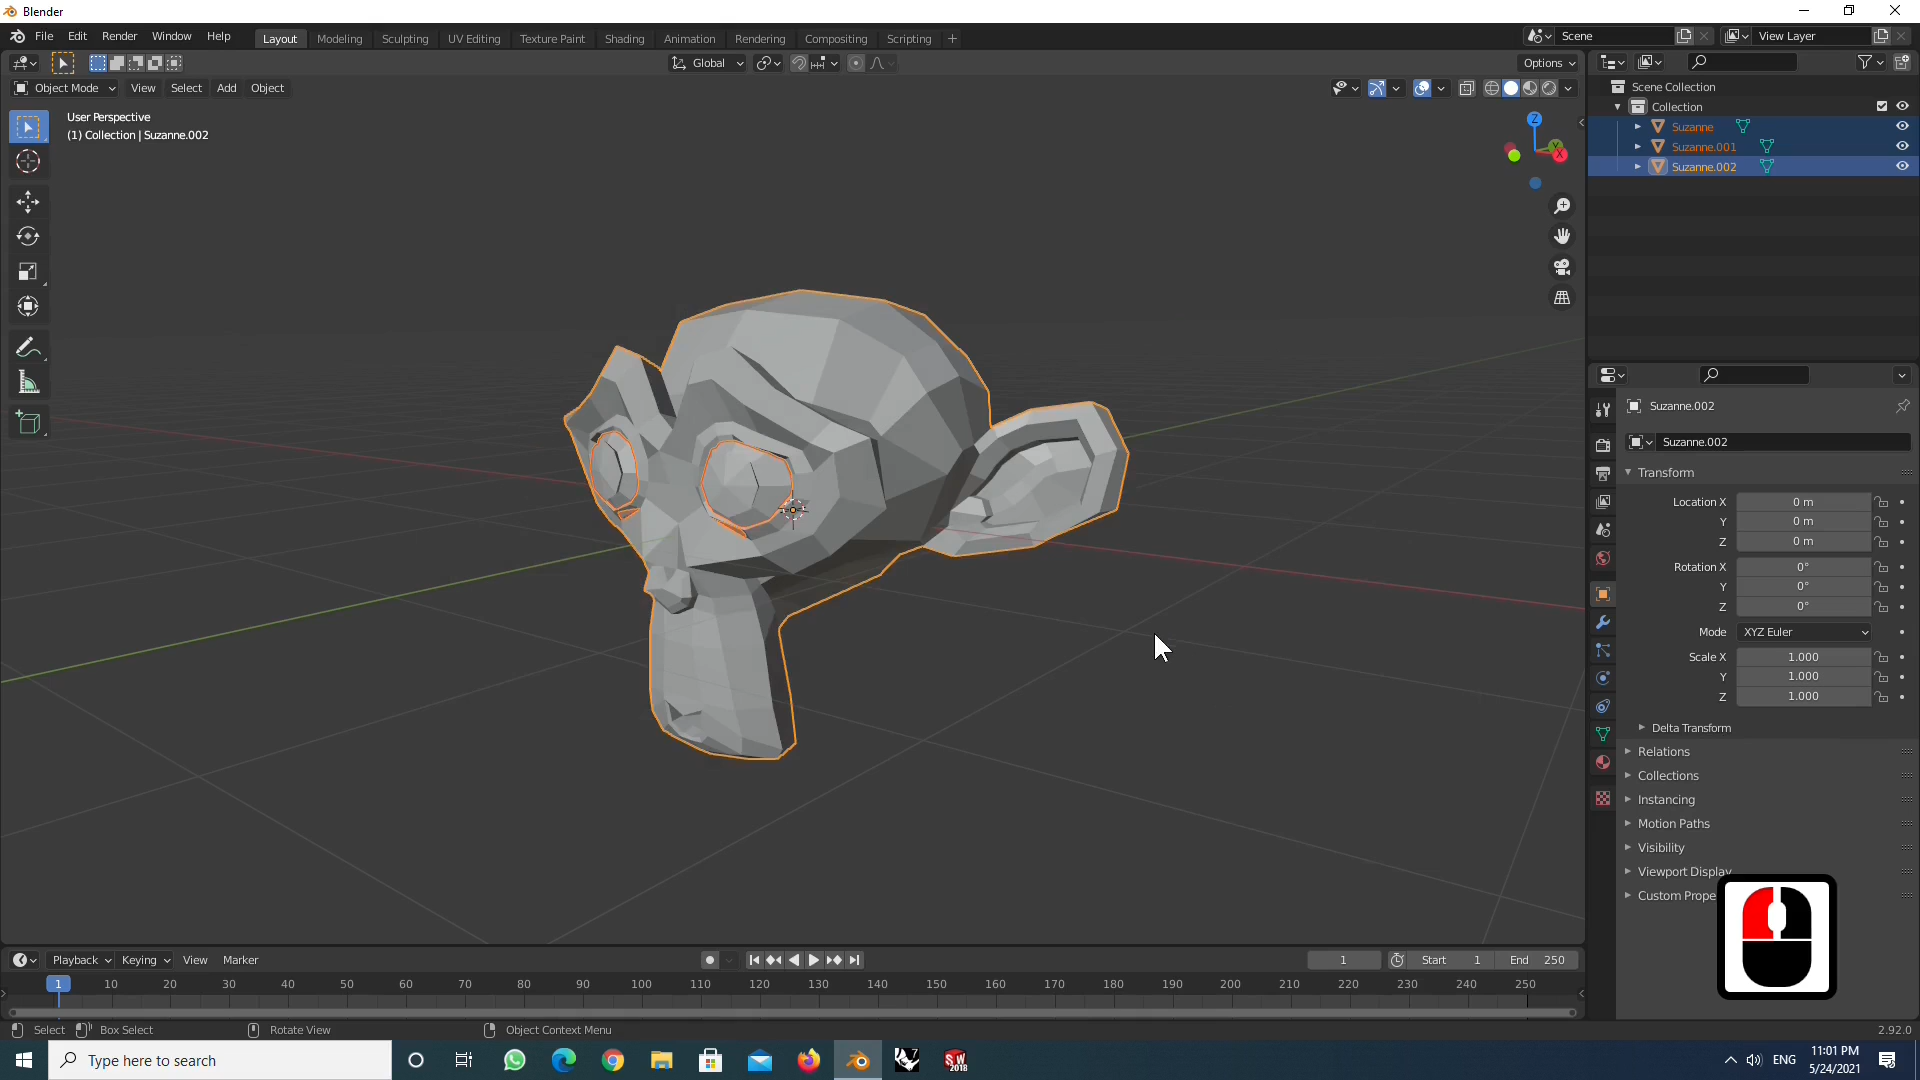 Blender
File Edit Render Window Help Layout Modeling Sculpting UV Editing Texture Paint Shading Animation Rendering Compositing Scripting + Scene View Layer
Global Options
Object Mode View Select Add Object
User Perspective
(1) Collection | Suzanne.002
Z
Y
X
Scene Collection
Collection
Suzanne
Suzanne.001
Suzanne.002
Suzanne.002
Suzanne.002
Transform
Location X 0 m
Y 0 m
Z 0 m
Rotation X 0°
Y 0°
Z 0°
Mode XYZ Euler
Scale X 1.000
Y 1.000
Z 1.000
Delta Transform
Relations
Collections
Instancing
Motion Paths
Visibility
Viewport Display
Custom Prope
Playback Keying View Marker 1 Start 1 End 250
1 10 20 30 40 50 60 70 80 90 100 110 120 130 140 150 160 170 180 190 200 210 220 230 240 250
Select Box Select Rotate View Object Context Menu 2.92.0
Type here to search
7
SW
2018
ENG
11:01 PM
5/24/2021